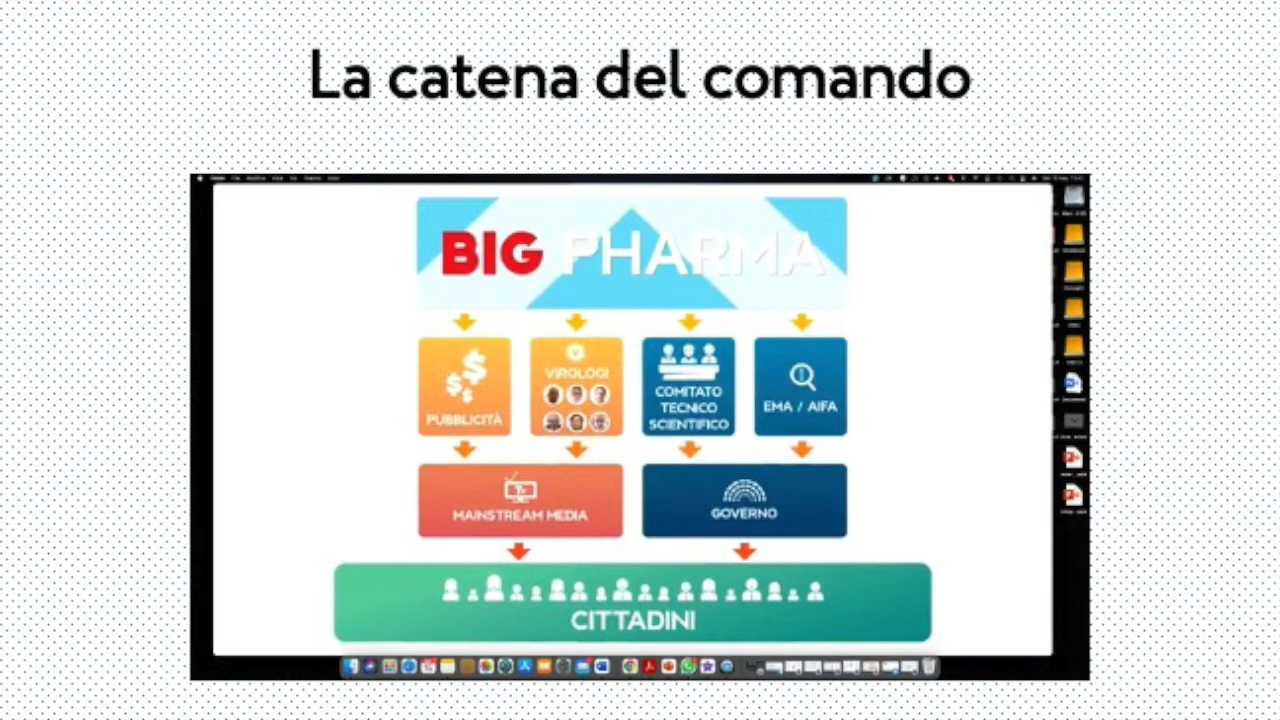 La catena del comando
BIG PHARMA
PUBBLICITÀ
VIROLOGI
COMITATO
TECNICO
SCIENTIFICO
EMA / AIFA
MAINSTREAM MEDIA
GOVERNO
CITTADINI